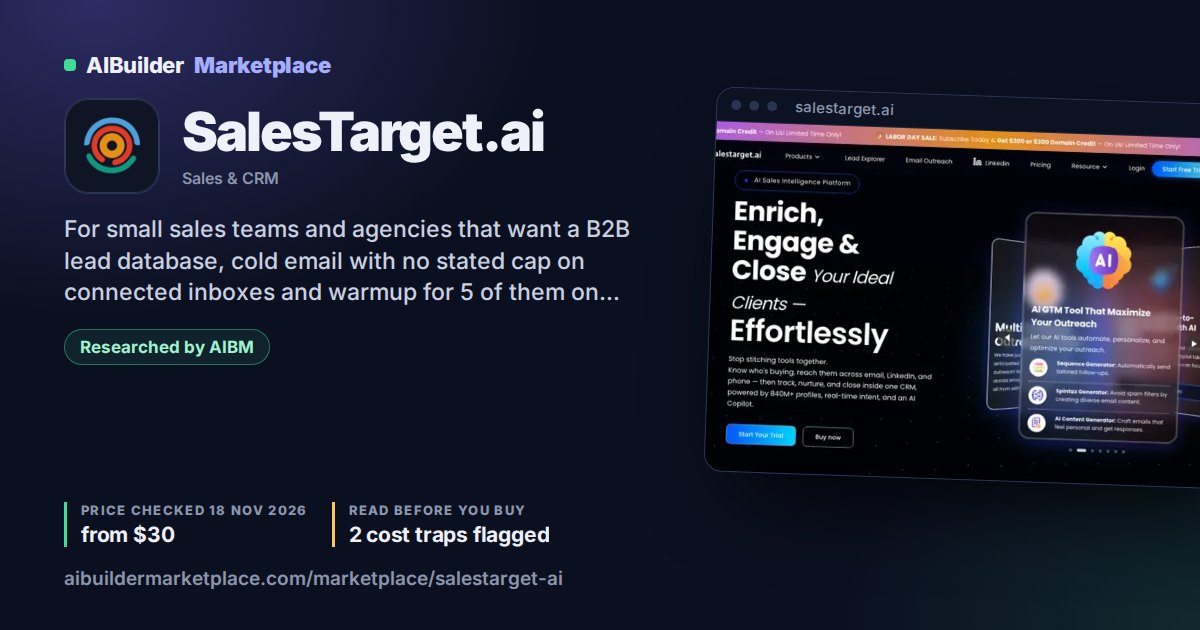 AIBuilder Marketplace
SalesTarget.ai
Sales & CRM
For small sales teams and agencies that want a B2B
lead database, cold email with no stated cap on
connected inboxes and warmup for 5 of them on...
Researched by AIBM
PRICE CHECKED 18 NOV 2026
from $30
READ BEFORE YOU BUY
2 cost traps flagged
aibuildermarketplace.com/marketplace/salestarget-ai
salestarget.ai
omain Credit — On Us! Limited Time Only!
LABOR DAY SALE: Subscribe Today & Get $200 or $300 Domain Credit — On Us! Limited Time Only!
alestarget.ai Products Lead Explorer Email Outreach LinkedIn Pricing Resource Login Start Free Tri
AI Sales Intelligence Platform
Enrich,
Engage &
Close Your Ideal
Clients —
Effortlessly
Stop stitching tools together.
Know who's buying, reach them across email, LinkedIn, and
phone — then track, nurture, and close inside one CRM,
powered by 840M+ profiles, real-time intent, and an AI
Copilot.
Start Your Trial Buy now
AI
AI GTM Tool That Maximize
Your Outreach
Let our AI tools automate, personalize, and
optimize your outreach.
Sequence Generator: Automatically send
tailored follow-ups.
Spintax Generator: Avoid spam filters by
creating diverse email content.
AI Content Generator: Craft emails that
feel personal and get responses.